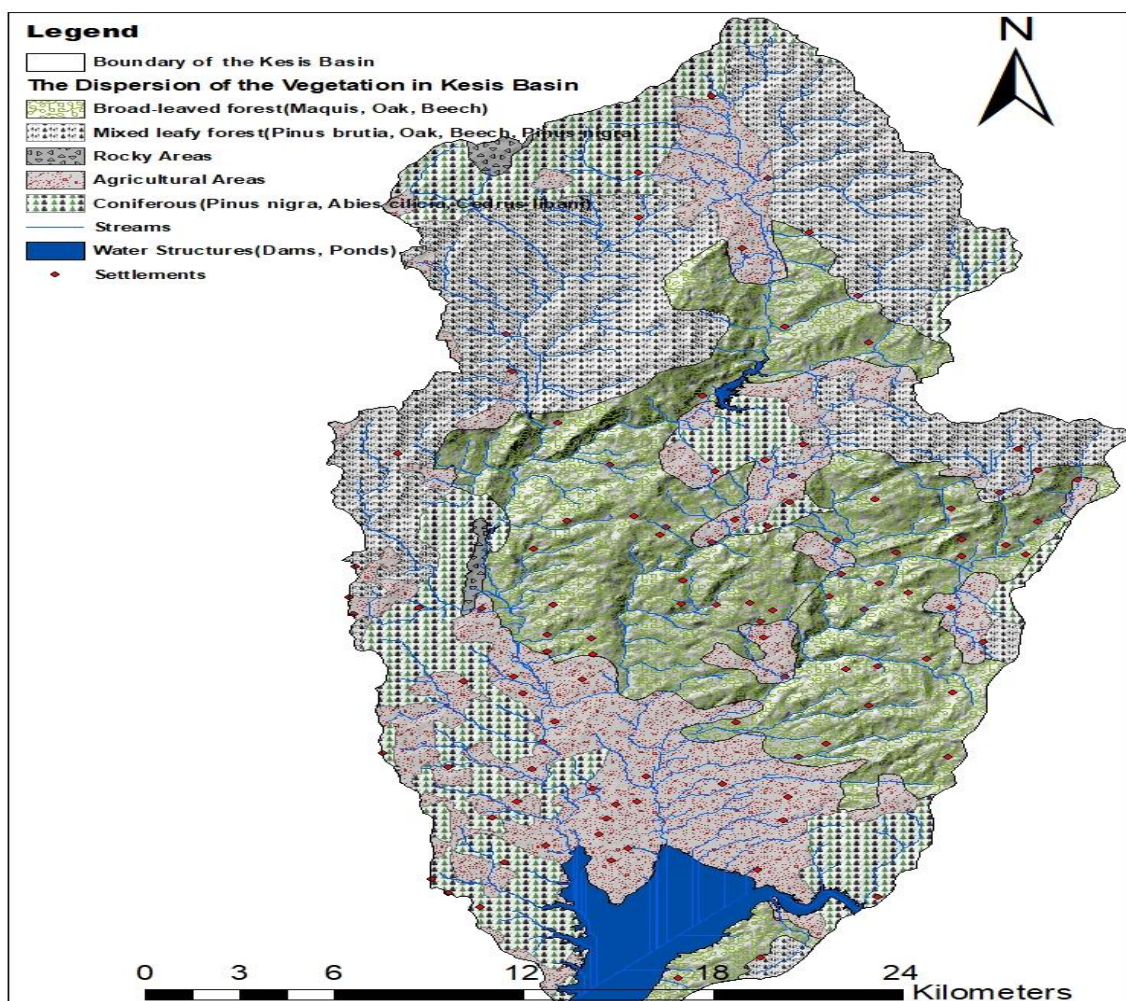 Legend
N
Boundary of the Kesis Basin
The Dispersion of the Vegetation in Kesis Basin
Broad-leaved forest(Maquis, Oak, Beech)
Mixed leafy forest(Pinus brutia, Oak, Beech, Pinus nigra)
Rocky Areas
Agricultural Areas
Coniferous(Pinus nigra, Abies cilicia, Cedrus libani)
Streams
Water Structures(Dams, Ponds)
Settlements
0 3 6 12 18 24
Kilometers